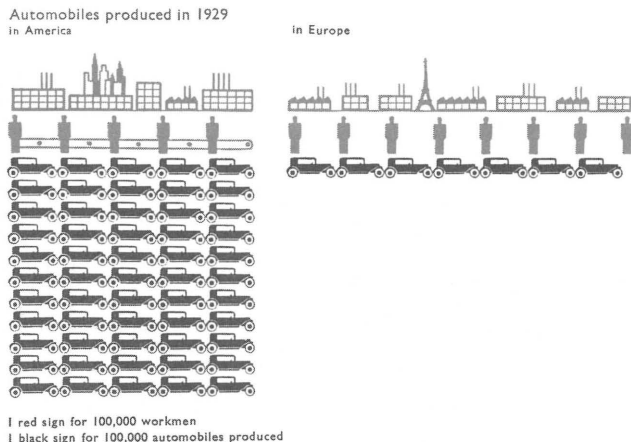 Automobiles produced in 1929
in America
in Europe
1 red sign for 100,000 workmen
1 black sign for 100,000 automobiles produced